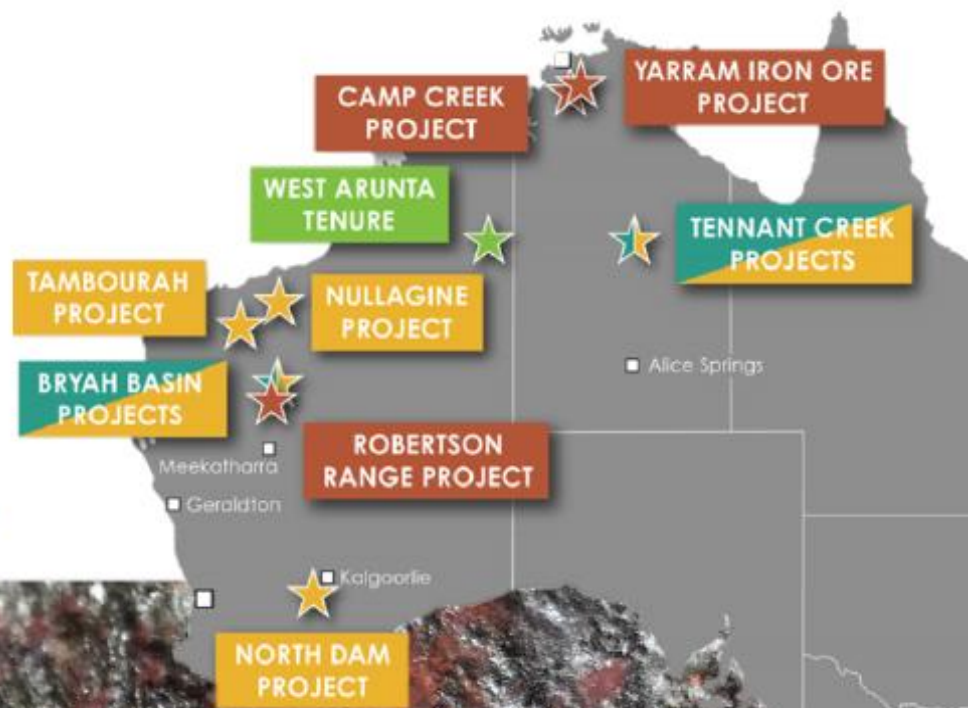 CAMP CREEK
PROJECT
YARRAM IRON ORE
PROJECT
WEST ARUNTA
TENURE
TENNANT CREEK
PROJECTS
TAMBOURAH
PROJECT
NULLAGINE
PROJECT
BRYAH BASIN
PROJECTS
Alice Springs
ROBERTSON
RANGE PROJECT
Meekatharra
Geraldton
Kalgoorlie
NORTH DAM
PROJECT